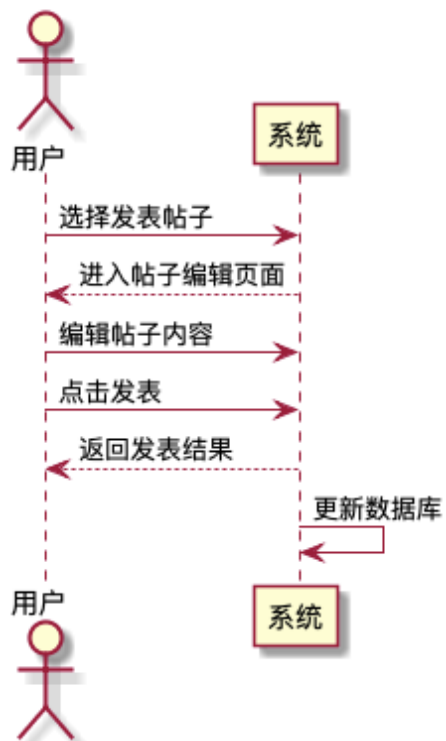 用户
系统
选择发表帖子
进入帖子编辑页面
编辑帖子内容
点击发表
返回发表结果
更新数据库
用户
系统